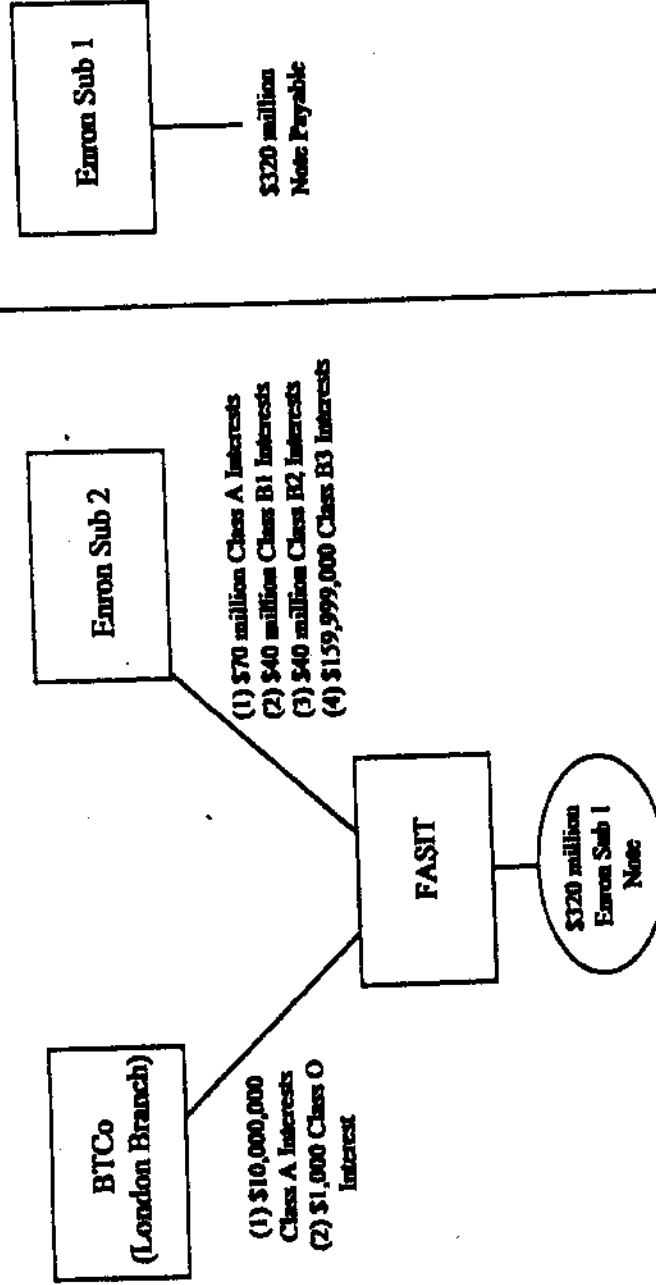 BTCo
(London Branch)
Enron Sub 2
Enron Sub 1
(1) $10,000,000
Class A Interests
(2) $1,000 Class O
Interest
(1) $70 million Class A Interests
(2) $40 million Class B1 Interests
(3) $40 million Class B2 Interests
(4) $159,999,000 Class B3 Interests
$320 million
Note Payable
FASIT
$320 million
Enron Sub 1
Note